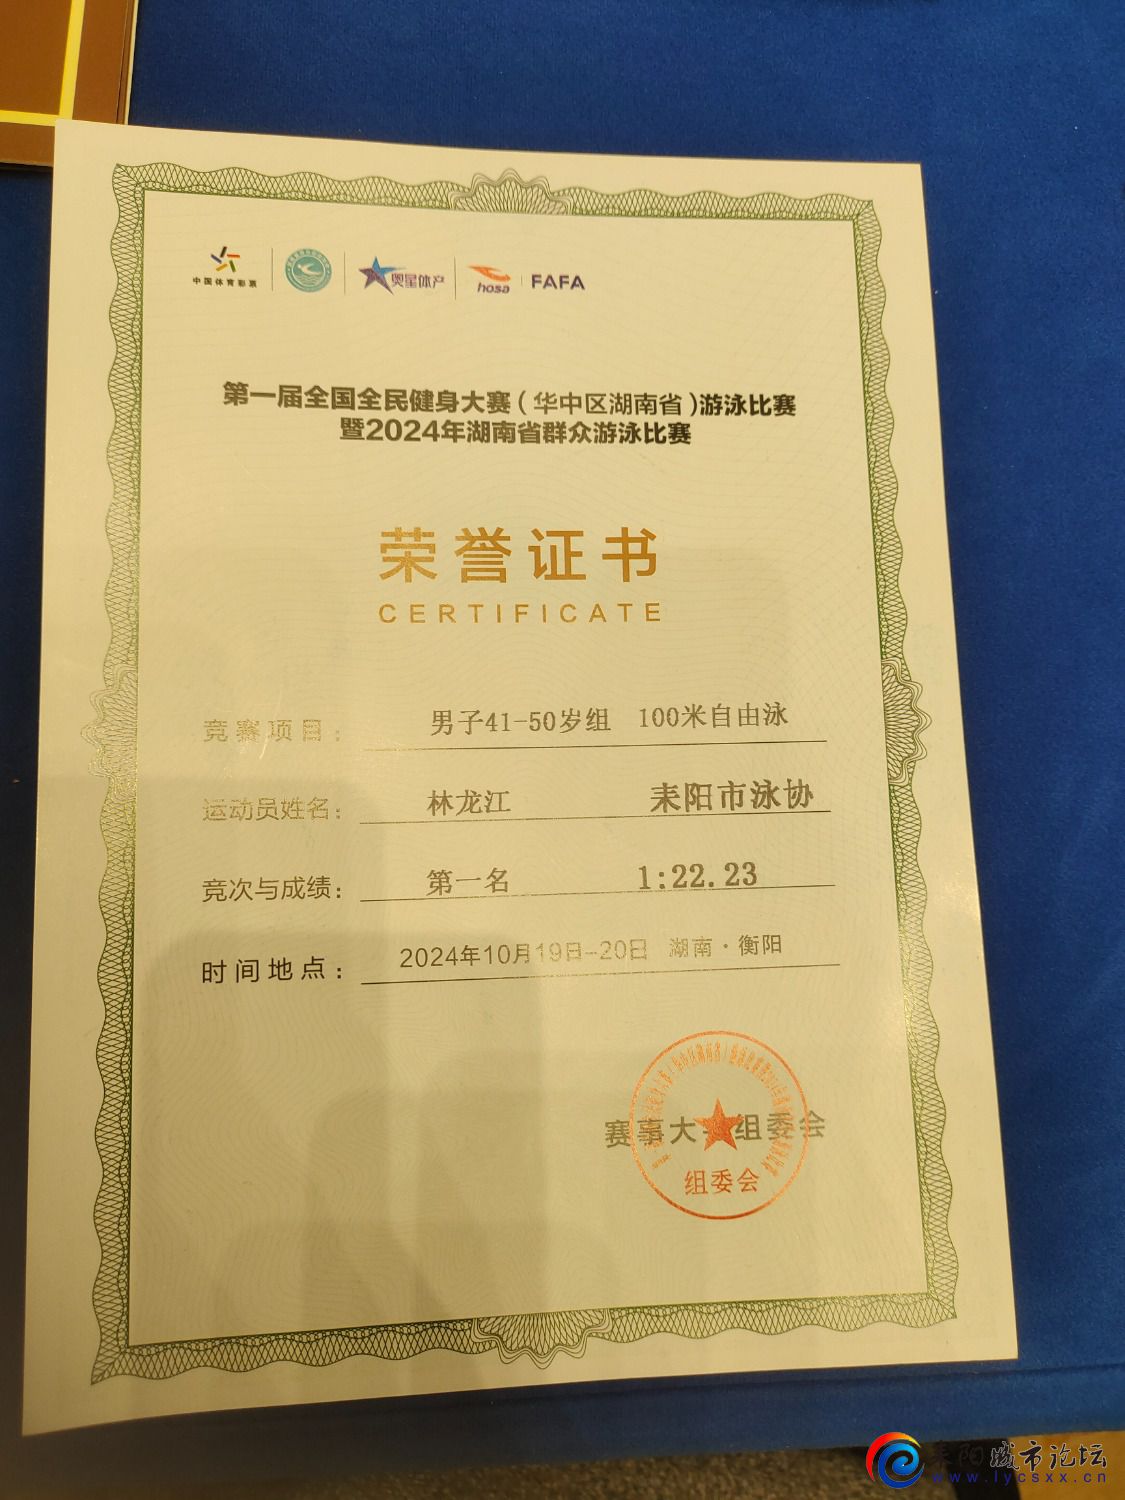 中国体育彩票
奥星体产
hosa
FAFA
第一届全国全民健身大赛(华中区湖南省)游泳比赛
暨2024年湖南省群众游泳比赛
荣誉证书
CERTIFICATE
竞赛项目: 男子41-50岁组 100米自由泳
运动员姓名: 林龙江 耒阳市泳协
竞次与成绩: 第一名 1:22.23
时间地点: 2024年10月19日-20日 湖南·衡阳
赛事大 组委会
组委会
耒阳城市论坛
www.lycsxx.cn